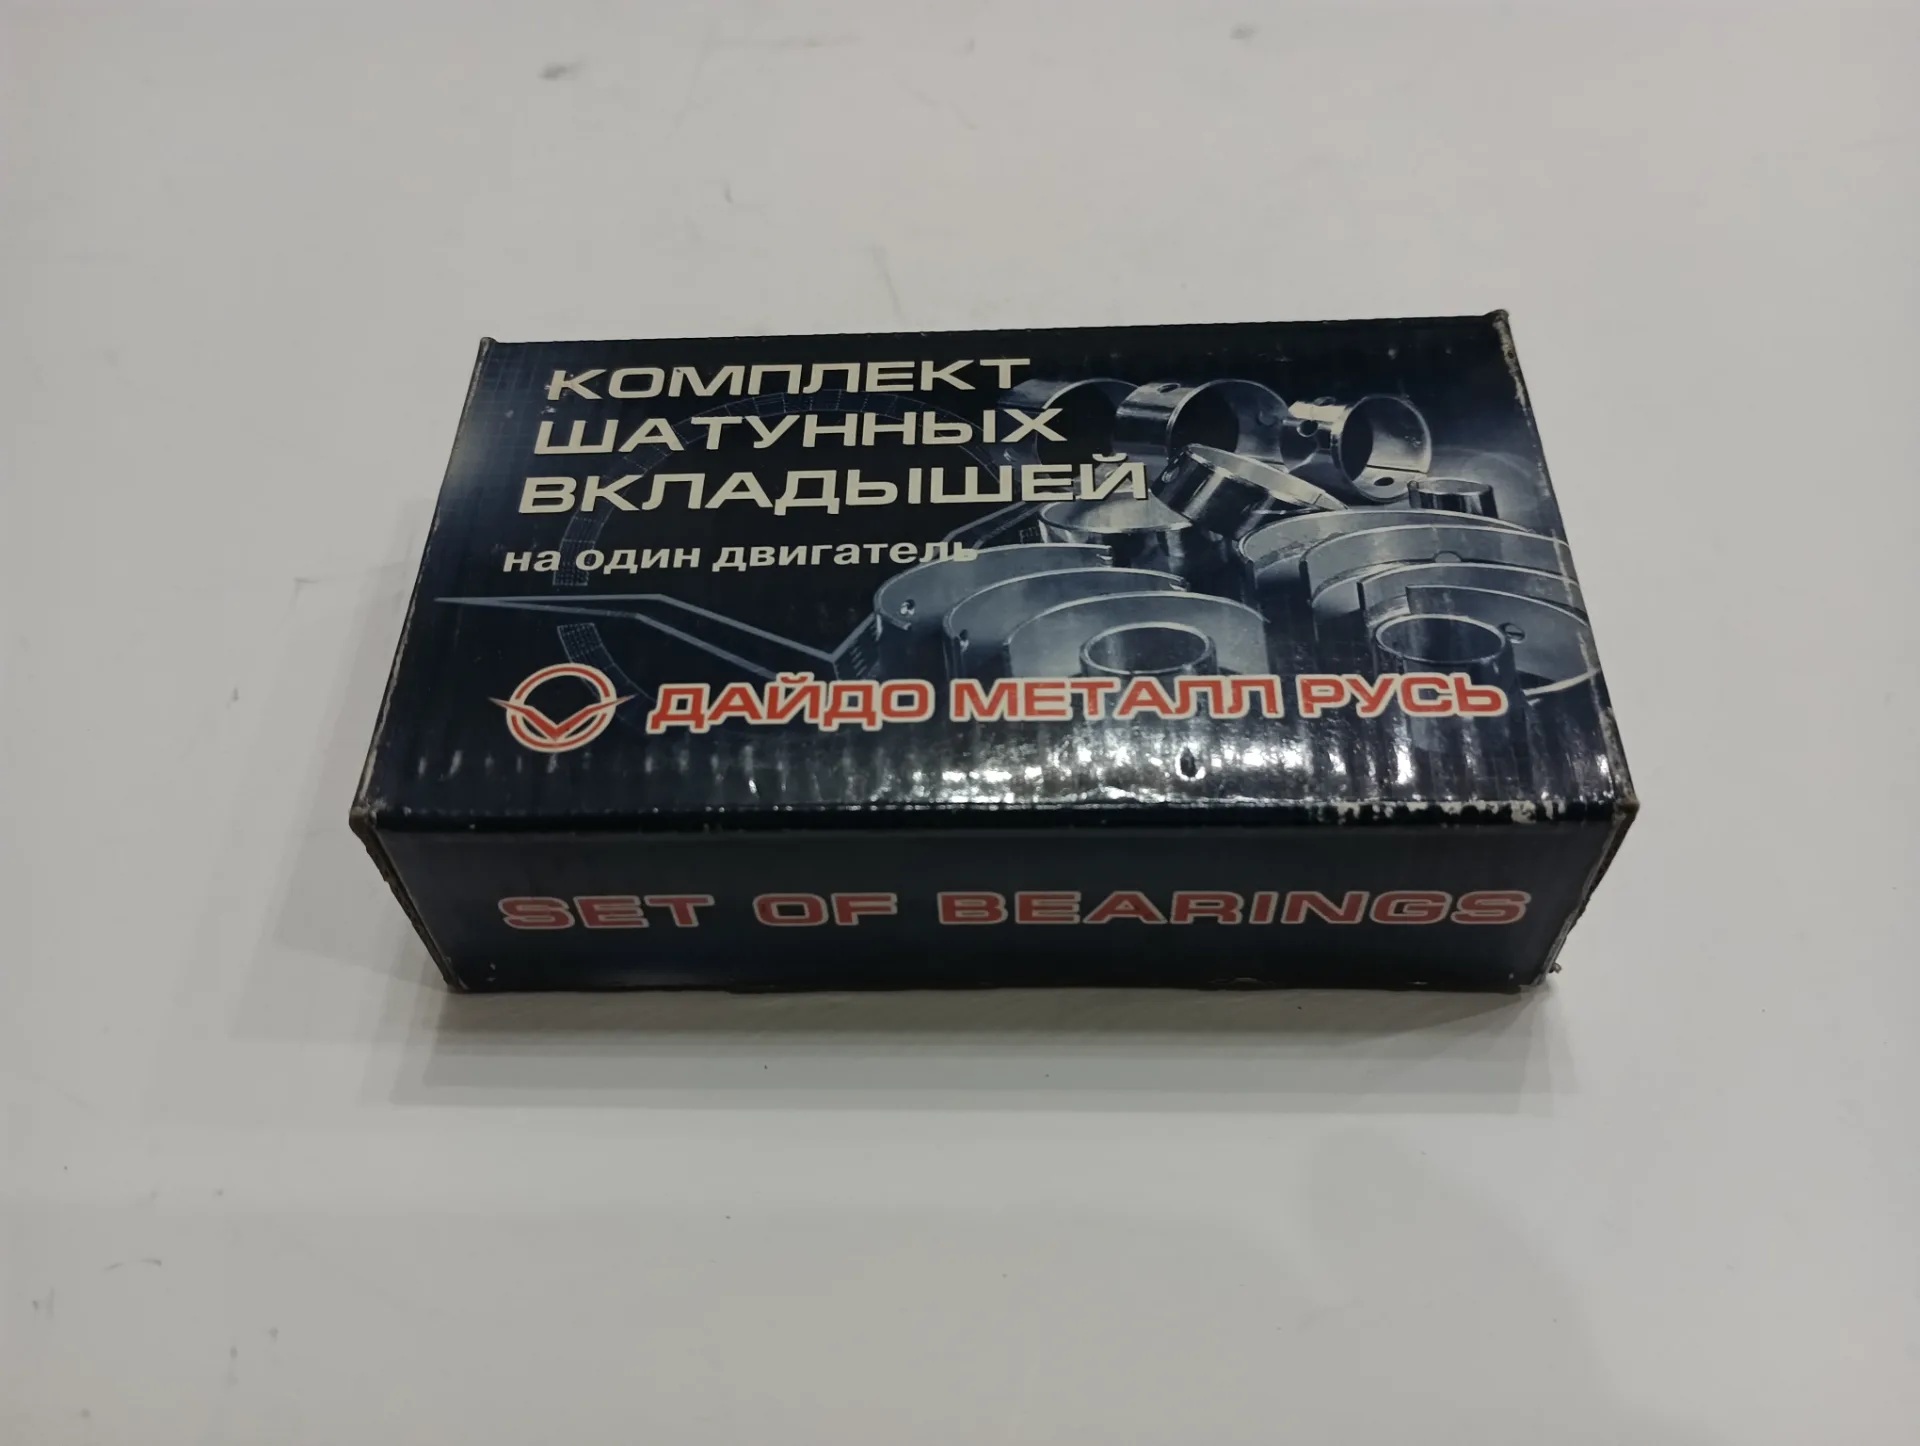 КОМПЛЕКТ
ШАТУННЫХ
ВКЛАДЫШЕЙ
на один двигатель
ДАЙДО МЕТАЛЛ РУСЬ
SET OF BEARINGS